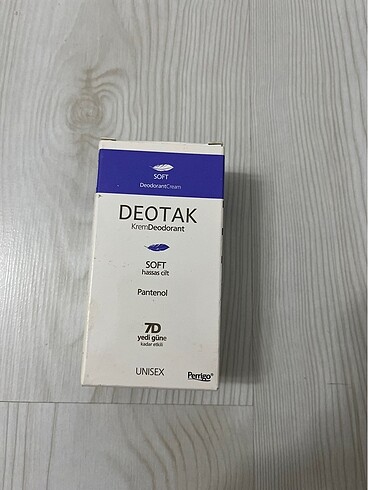 SOFT
DeodorantCream
DEOTAK
KremDeodorant
SOFT
hassas cilt
Pantenol
7D
yedi güne
kadar etkili
UNISEX
Perrigo®